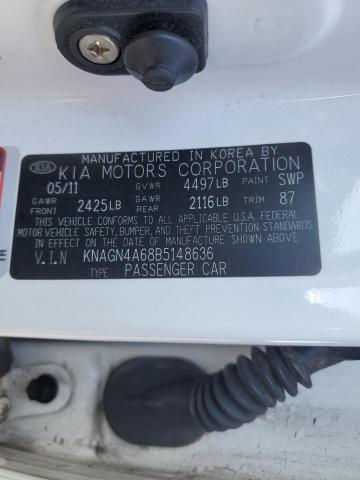 MANUFACTURED IN KOREA BY
KIA KIA MOTORS CORPORATION
05/11 GVWR 4497LB PAINT SWP
GAWR FRONT 2425LB GAWR REAR 2116LB TRIM 87
THIS VEHICLE CONFORMS TO ALL APPLICABLE U.S.A. FEDERAL
MOTOR VEHICLE SAFETY, BUMPER, AND THEFT PREVENTION STANDARDS
IN EFFECT ON THE DATE OF MANUFACTURE SHOWN ABOVE.
V.I.N KNAGN4A68B5148636
TYPE PASSENGER CAR